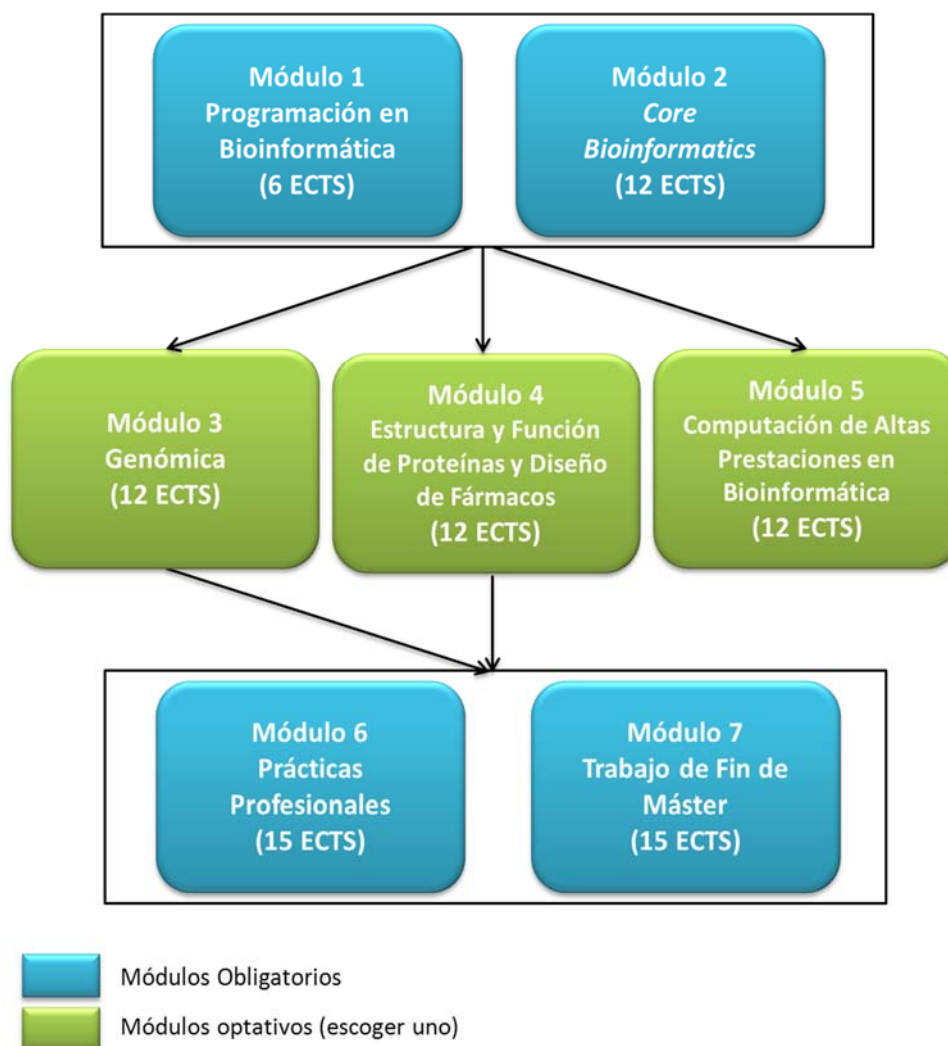 Módulo 1
Programación en
Bioinformática
(6 ECTS)
Módulo 2
Core
Bioinformatics
(12 ECTS)
Módulo 3
Genómica
(12 ECTS)
Módulo 4
Estructura y Función
de Proteínas y Diseño
de Fármacos
(12 ECTS)
Módulo 5
Computación de Altas
Prestaciones en
Bioinformática
(12 ECTS)
Módulo 6
Prácticas
Profesionales
(15 ECTS)
Módulo 7
Trabajo de Fin de
Máster
(15 ECTS)
Módulos Obligatorios
Módulos optativos (escoger uno)